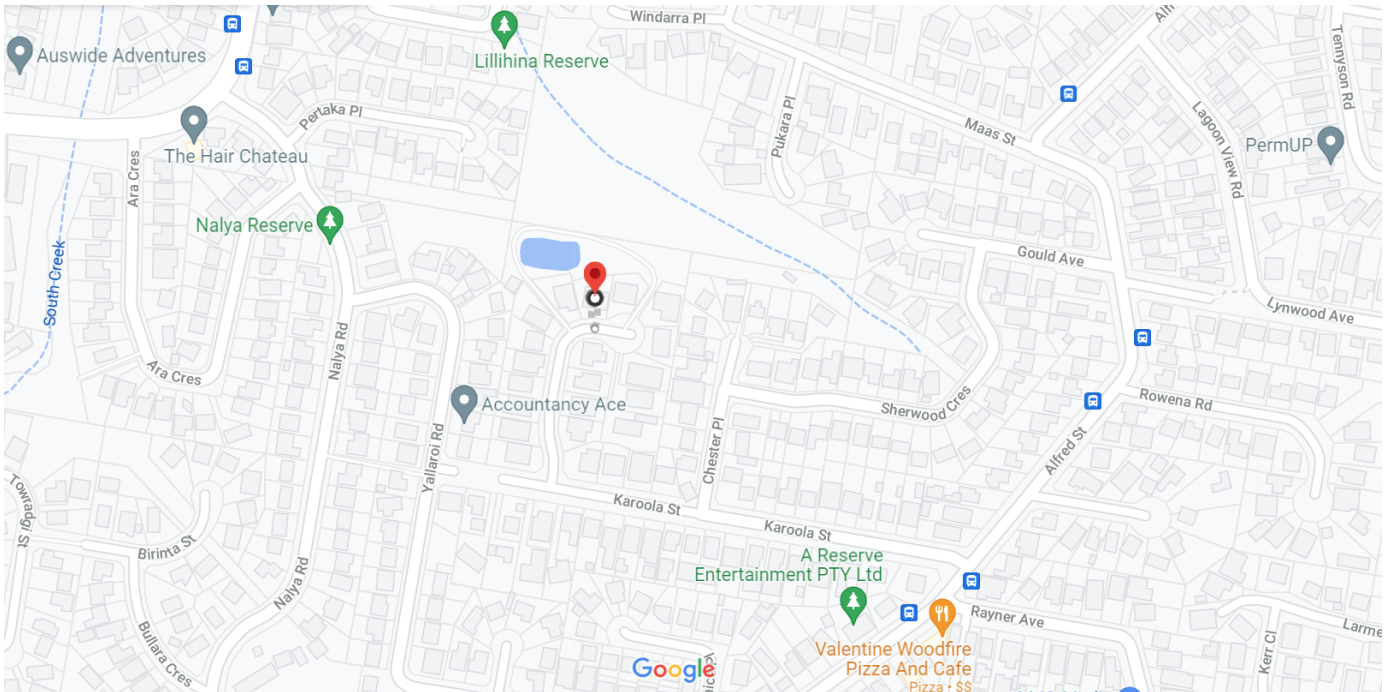 Windarra Pl
Alfr
Auswide Adventures
Lillihina Reserve
Tennyson Rd
Pertaka Pl
Pukara Pl
Maas St
Lagoon View Rd
PermUP
The Hair Chateau
Ara Cres
Nalya Reserve
South Creek
Gould Ave
Lynwood Ave
Nalya Rd
Ara Cres
Accountancy Ace
Sherwood Cres
Rowena Rd
Yallaroi Rd
Chester Pl
Alfred St
Towradgi St
Karoola St
Karoola St
Birinta St
A Reserve
Entertainment PTY Ltd
Nalya Rd
Rayner Ave
Larme
Bullara Cres
Kerr Cl
Valentine Woodfire
Pizza And Cafe
Pizza • $$
Google